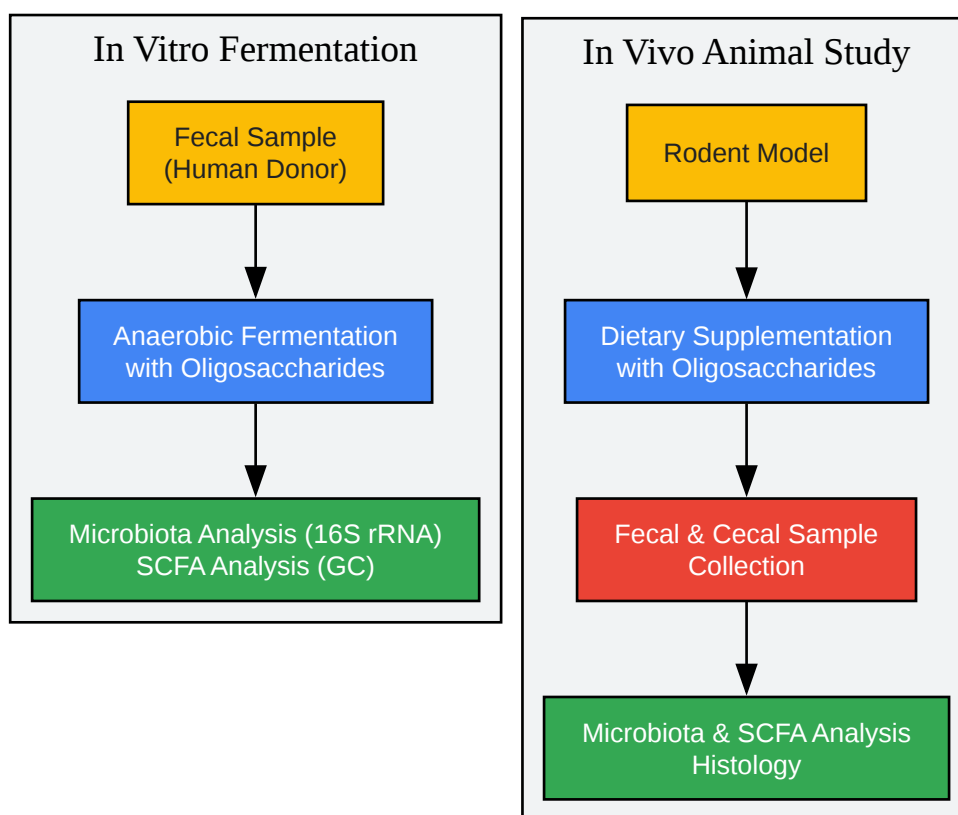 In Vitro Fermentation
Fecal Sample
(Human Donor)
Anaerobic Fermentation
with Oligosaccharides
Microbiota Analysis (16S rRNA)
SCFA Analysis (GC)
In Vivo Animal Study
Rodent Model
Dietary Supplementation
with Oligosaccharides
Fecal & Cecal Sample
Collection
Microbiota & SCFA Analysis
Histology